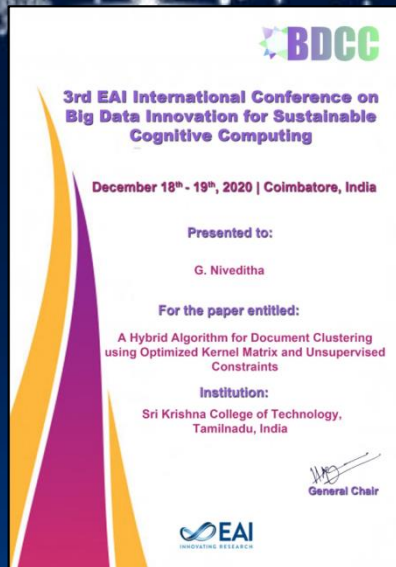 BDCC
3rd EAI International Conference on
Big Data Innovation for Sustainable
Cognitive Computing
December 18th - 19th, 2020 | Coimbatore, India
Presented to:
G. Niveditha
For the paper entitled:
A Hybrid Algorithm for Document Clustering
using Optimized Kernel Matrix and Unsupervised
Constraints
Institution:
Sri Krishna College of Technology,
Tamilnadu, India
General Chair
EAI
INNOVATING RESEARCH